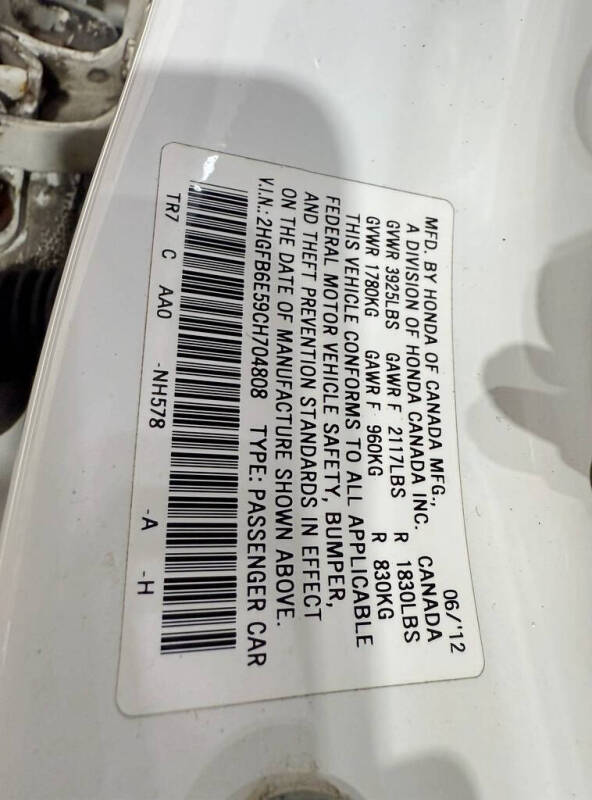 MFD. BY HONDA OF CANADA MFG., 06/'12
A DIVISION OF HONDA CANADA INC. CANADA
GVWR 3925LBS GAWR F 2117LBS R 1830LBS
GVWR 1780KG GAWR F 960KG R 830KG
THIS VEHICLE CONFORMS TO ALL APPLICABLE
FEDERAL MOTOR VEHICLE SAFETY, BUMPER,
AND THEFT PREVENTION STANDARDS IN EFFECT
ON THE DATE OF MANUFACTURE SHOWN ABOVE.
V.I.N.:2HGFB6E59CH704808 TYPE: PASSENGER CAR
TR7 C AA0 -NH578 -A -H